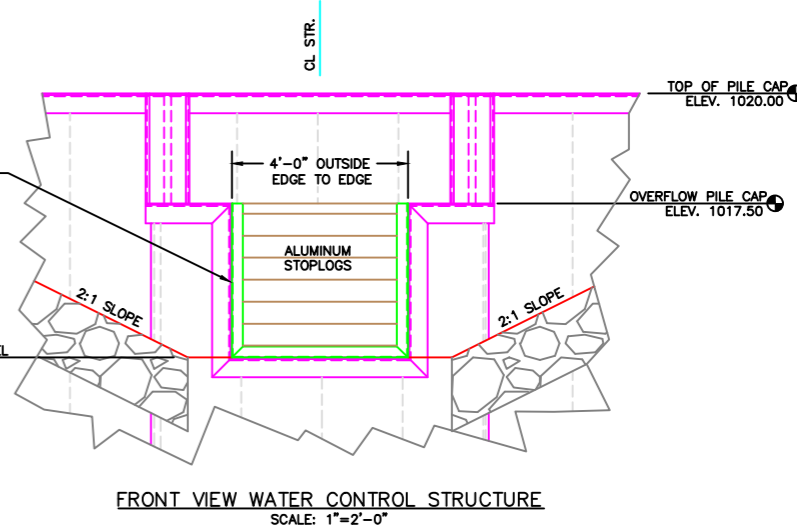 CL STR.
TOP OF PILE CAP
ELEV. 1020.00
4'-0" OUTSIDE
EDGE TO EDGE
OVERFLOW PILE CAP
ELEV. 1017.50
ALUMINUM
STOPLOGS
2:1 SLOPE
2:1 SLOPE
FRONT VIEW WATER CONTROL STRUCTURE
SCALE: 1"=2'-0"